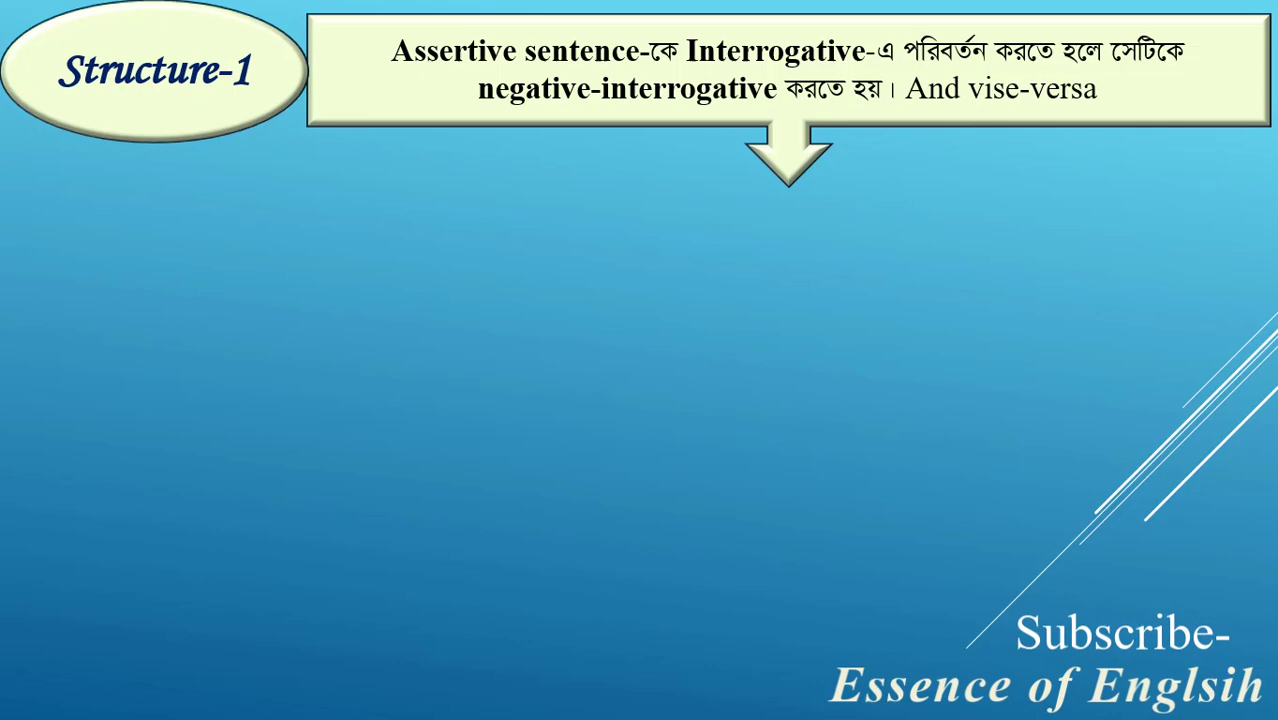 Structure-1
Assertive sentence-কে Interrogative-এ পরিবর্তন করতে হলে সেটিকে
negative-interrogative করতে হয়। And vise-versa
Subscribe-
Essence of Englsih